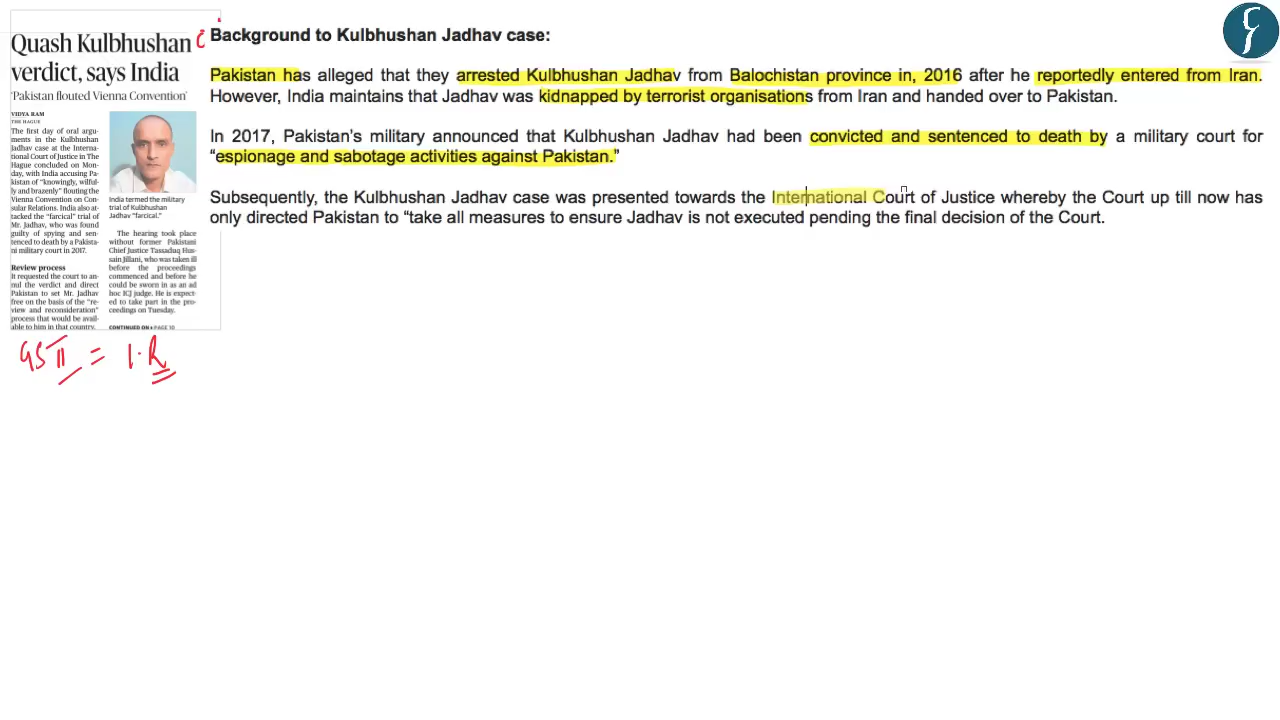 Quash Kulbhushan
verdict, says India
'Pakistan flouted Vienna Convention'
VIDYA RAM
THE HAGUE
The first day of oral argu-
ments in the Kulbhushan
Jadhav case at the Interna-
tional Court of Justice in The
Hague concluded on Mon-
day, with India accusing Pa-
kistan of "knowingly, wilful-
ly and brazenly" flouting the
Vienna Convention on Con-
sular Relations. India also at-
tacked the "farcical" trial of
Mr. Jadhav, who was found
guilty of spying and sen-
tenced to death by a Pakista-
ni military court in 2017.
Review process
It requested the court to an-
nul the verdict and direct
Pakistan to set Mr. Jadhav
free on the basis of the "re-
view and reconsideration"
process that would be avail-
able to him in that country.
India termed the military
trial of Kulbhushan
Jadhav "farcical."
The hearing took place
without former Pakistani
Chief Justice Tassaduq Hus-
sain Jillani, who was taken ill
before the proceedings
commenced and before he
could be sworn in as an ad
hoc ICJ judge. He is expect-
ed to take part in the pro-
ceedings on Tuesday.
CONTINUED ON ▸ PAGE 10
GS II = I.R
Background to Kulbhushan Jadhav case:
Pakistan has alleged that they arrested Kulbhushan Jadhav from Balochistan province in, 2016 after he reportedly entered from Iran.
However, India maintains that Jadhav was kidnapped by terrorist organisations from Iran and handed over to Pakistan.
In 2017, Pakistan's military announced that Kulbhushan Jadhav had been convicted and sentenced to death by a military court for
"espionage and sabotage activities against Pakistan."
Subsequently, the Kulbhushan Jadhav case was presented towards the International Court of Justice whereby the Court up till now has
only directed Pakistan to "take all measures to ensure Jadhav is not executed pending the final decision of the Court.